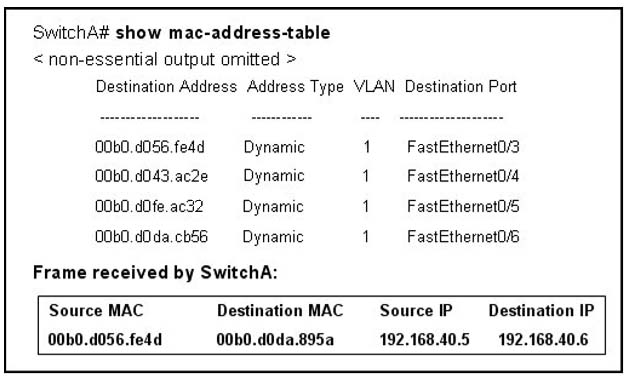 SwitchA# show mac-address-table
< non-essential output omitted >
Destination Address Address Type VLAN Destination Port
------------------- ------------ ---- --------------------
00b0.d056.fe4d Dynamic 1 FastEthernet0/3
00b0.d043.ac2e Dynamic 1 FastEthernet0/4
00b0.d0fe.ac32 Dynamic 1 FastEthernet0/5
00b0.d0da.cb56 Dynamic 1 FastEthernet0/6
Frame received by SwitchA:
Source MAC Destination MAC Source IP Destination IP
00b0.d056.fe4d 00b0.d0da.895a 192.168.40.5 192.168.40.6